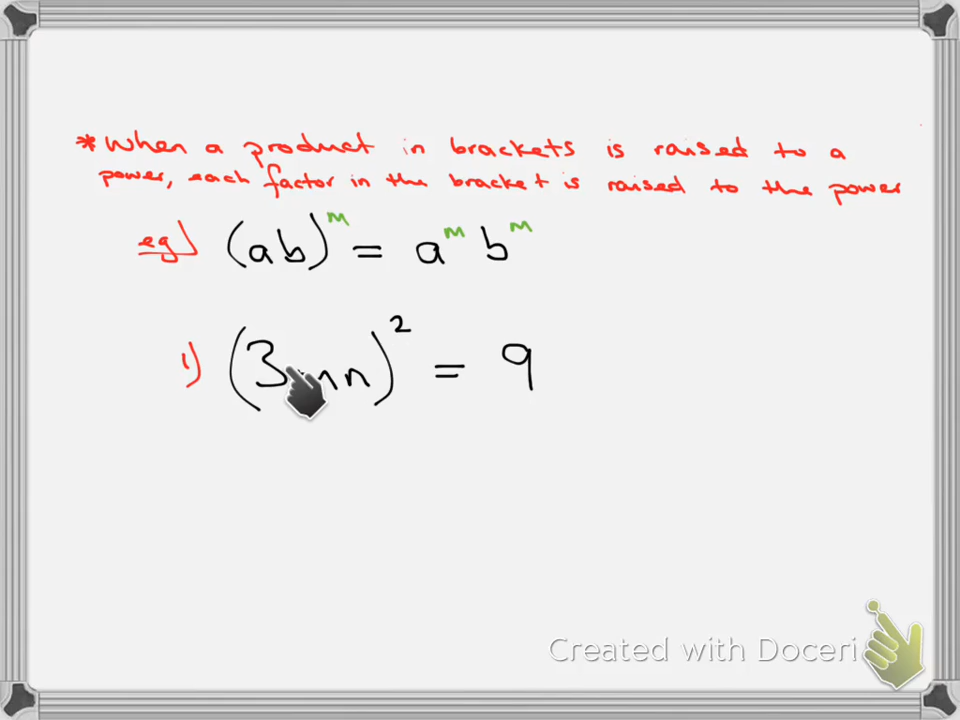 *When a product in brackets is raised to a
power, each factor in the bracket is raised to the power
eg) (ab)^m = a^m b^m
1) (3mn)^2 = 9
Created with Doceri